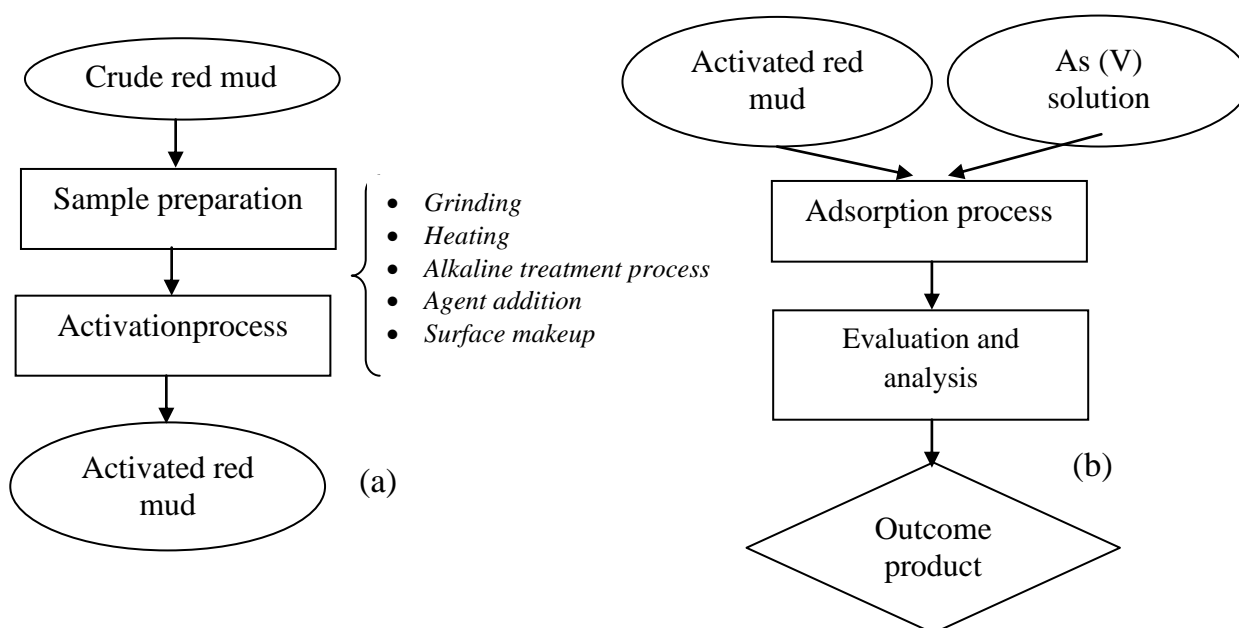 Crude red mud
Sample preparation
Activationprocess
Activated red
mud
Grinding
Heating
Alkaline treatment process
Agent addition
Surface makeup
(a)
Activated red
mud
As (V)
solution
Adsorption process
Evaluation and
analysis
Outcome
product
(b)